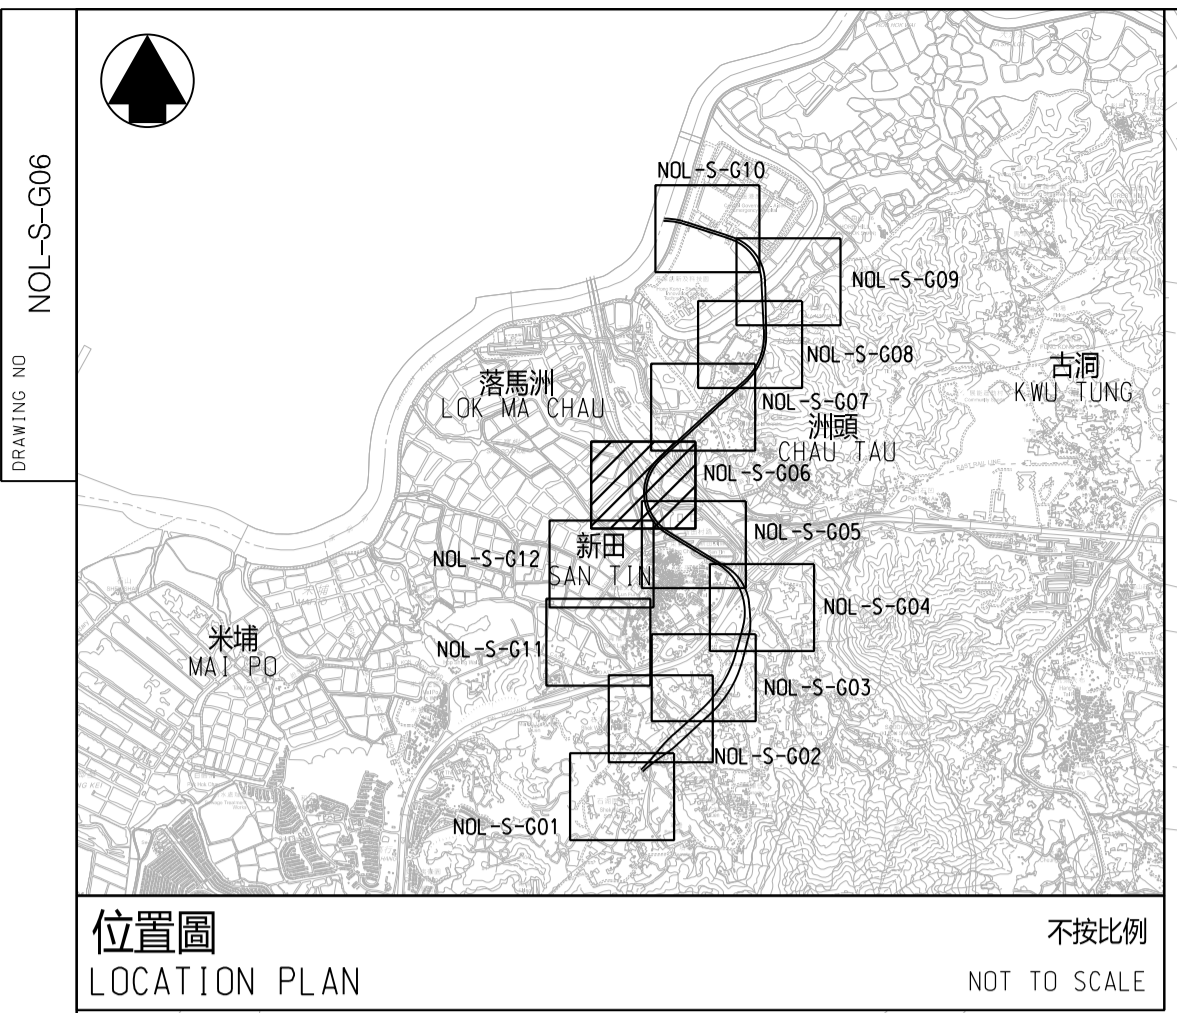 DRAWING NO
NOL-S-G06
NOL-S-G10
NOL-S-G09
NOL-S-G08
落馬洲
LOK MA CHAU
古洞
KWU TUNG
NOL-S-G07
洲頭
CHAU TAU
NOL-S-G06
EAST RAIL LINE
NOL-S-G05
新田
SAN TIN
NOL-S-G12
NOL-S-G04
米埔
MAI PO
NOL-S-G11
NOL-S-G03
NOL-S-G02
NOL-S-G01
位置圖
LOCATION PLAN
不按比例
NOT TO SCALE